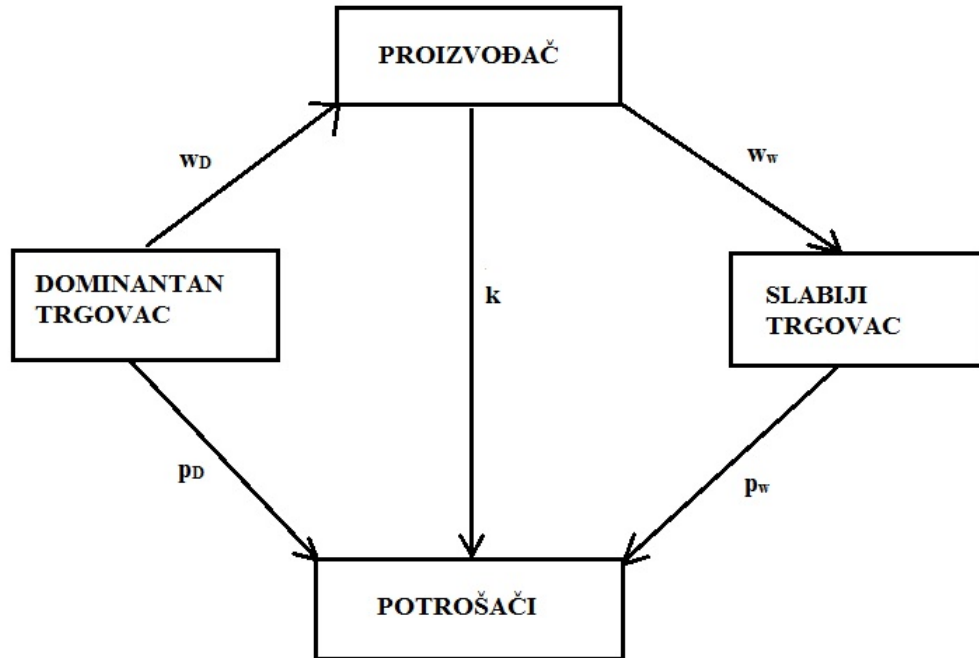 PROIZVOĐAČ
wD
ww
DOMINANTAN
TRGOVAC
k
SLABIJI
TRGOVAC
pD
pw
POTROŠAČI